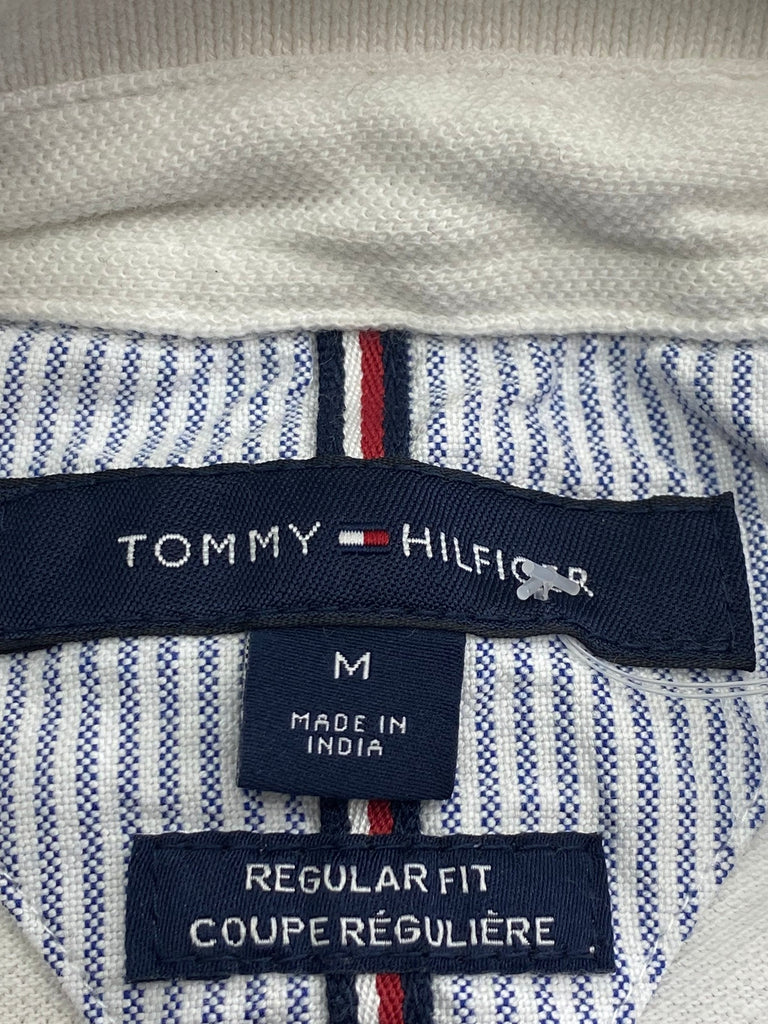 TOMMY HILFIGER
M
MADE IN
INDIA
REGULAR FIT
COUPE RÉGULIÈRE